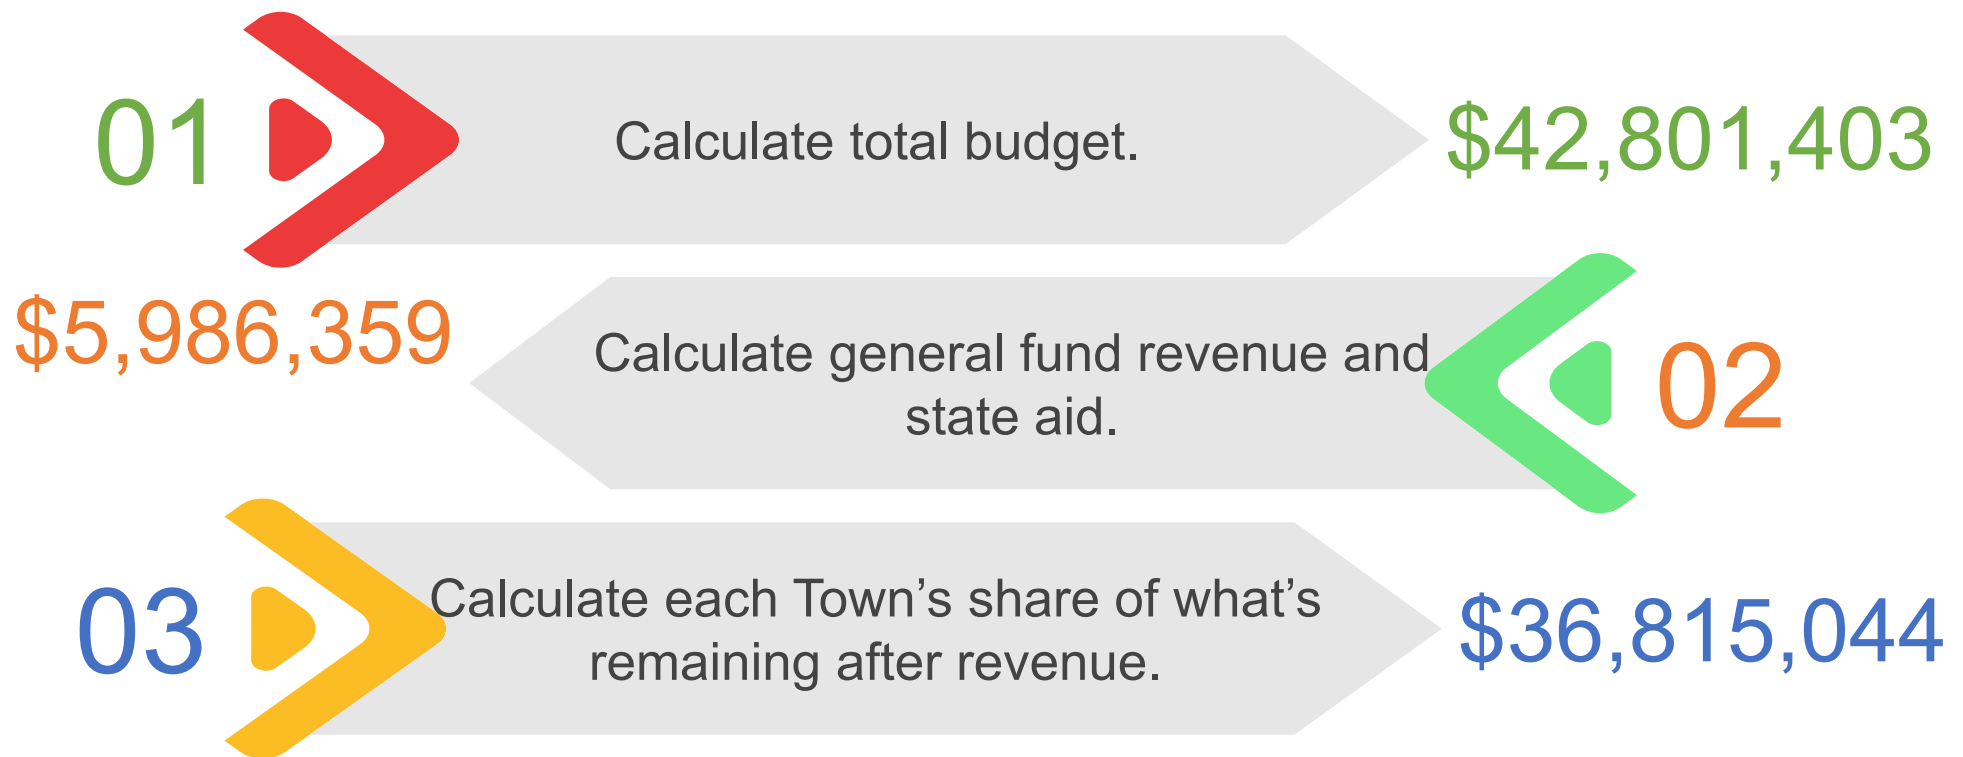 01
Calculate total budget.
$42,801,403
$5,986,359
Calculate general fund revenue and
state aid.
02
03
Calculate each Town’s share of what’s
remaining after revenue.
$36,815,044